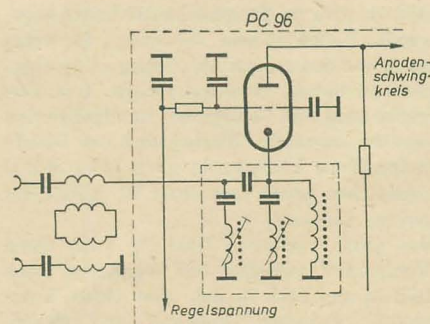 PC 96
Anoden-
schwing-
kreis
Regelspannung